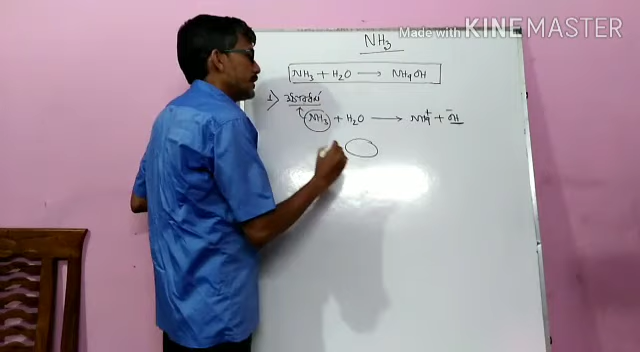 Made with KINEMASTER
NH₃
NH₃ + H₂O ⟶ NH₄OH
1)
NH₃ + H₂O ⟶ NH₄⁺ + ⁻OH